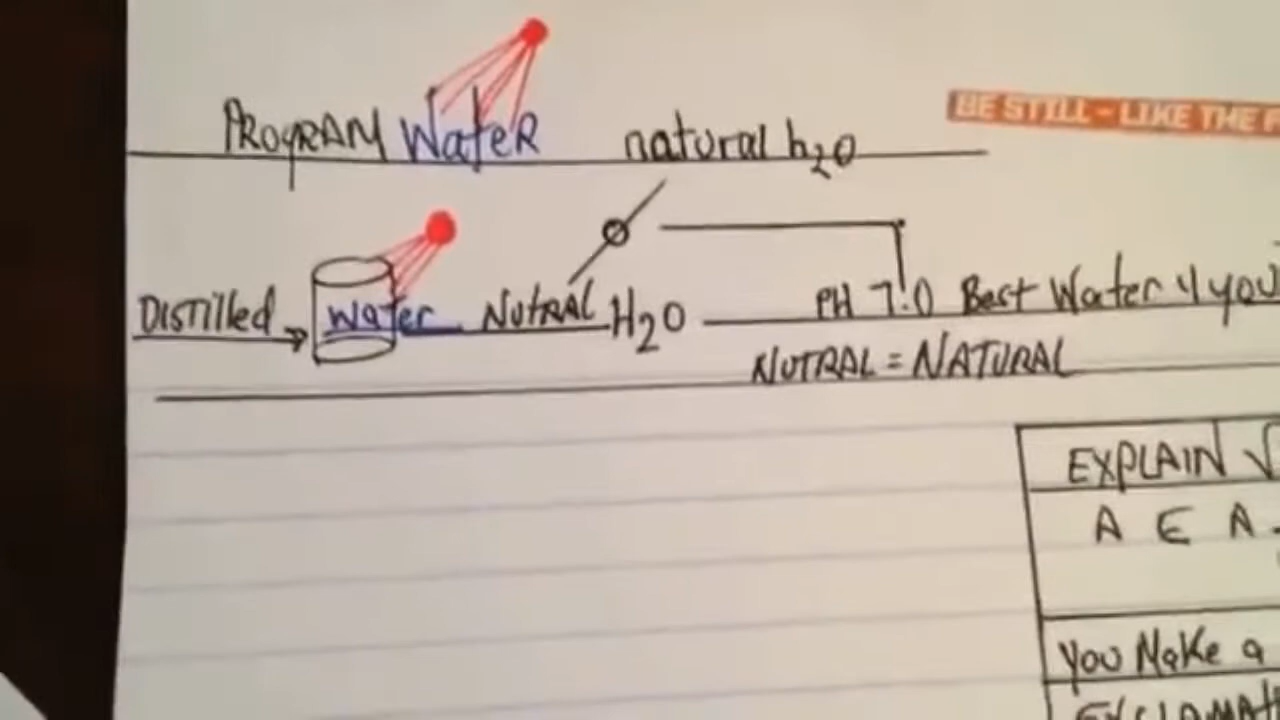 PROGRAM Water natural h2O
BE STILL - LIKE THE
DISTilled Water NUTRAL H2O PH 7.0 Best Water 4 you
NUTRAL = NATURAL
EXPLAIN
A E A
You Make a